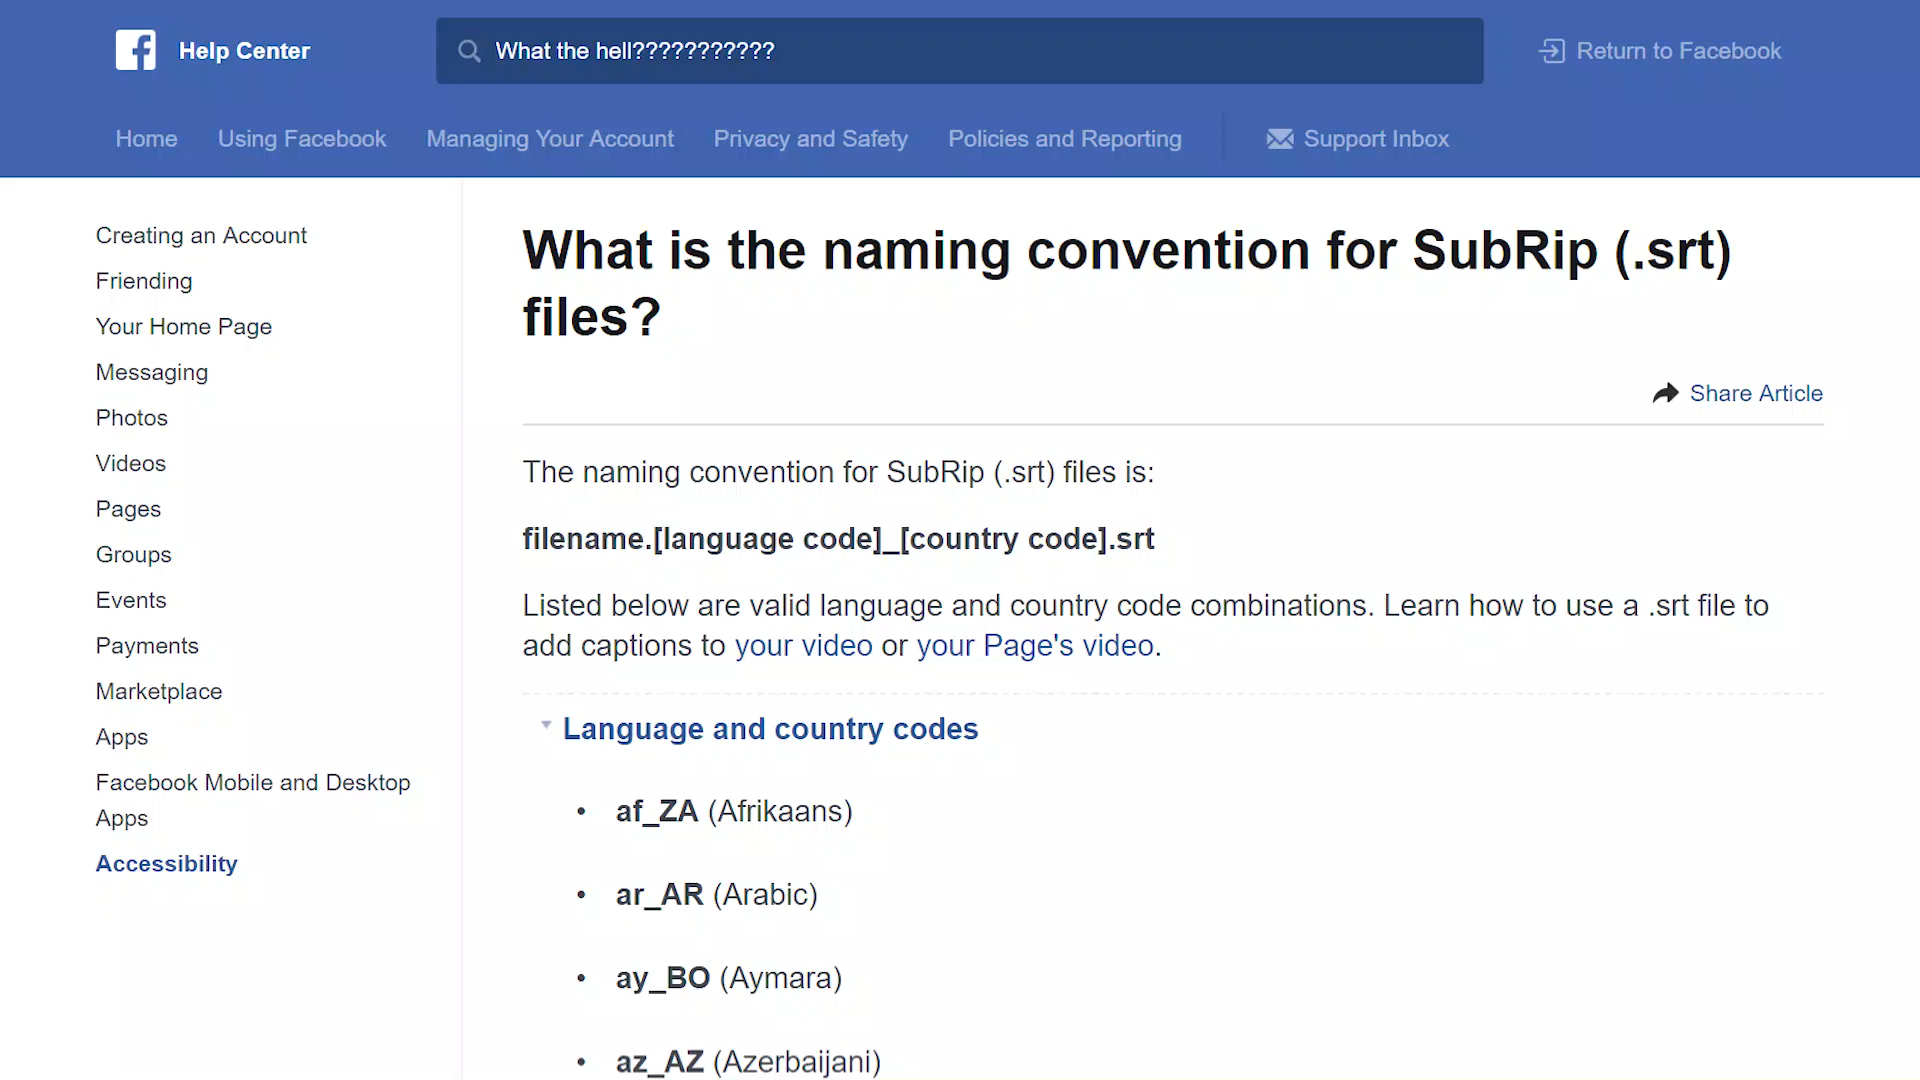 Help Center
What the hell???????????
Return to Facebook
Home
Using Facebook
Managing Your Account
Privacy and Safety
Policies and Reporting
Support Inbox
Creating an Account
Friending
Your Home Page
Messaging
Photos
Videos
Pages
Groups
Events
Payments
Marketplace
Apps
Facebook Mobile and Desktop
Apps
Accessibility
What is the naming convention for SubRip (.srt)
files?
Share Article
The naming convention for SubRip (.srt) files is:
filename.[language code]_[country code].srt
Listed below are valid language and country code combinations. Learn how to use a .srt file to
add captions to your video or your Page's video.
Language and country codes
• af_ZA (Afrikaans)
• ar_AR (Arabic)
• ay_BO (Aymara)
• az_AZ (Azerbaijani)